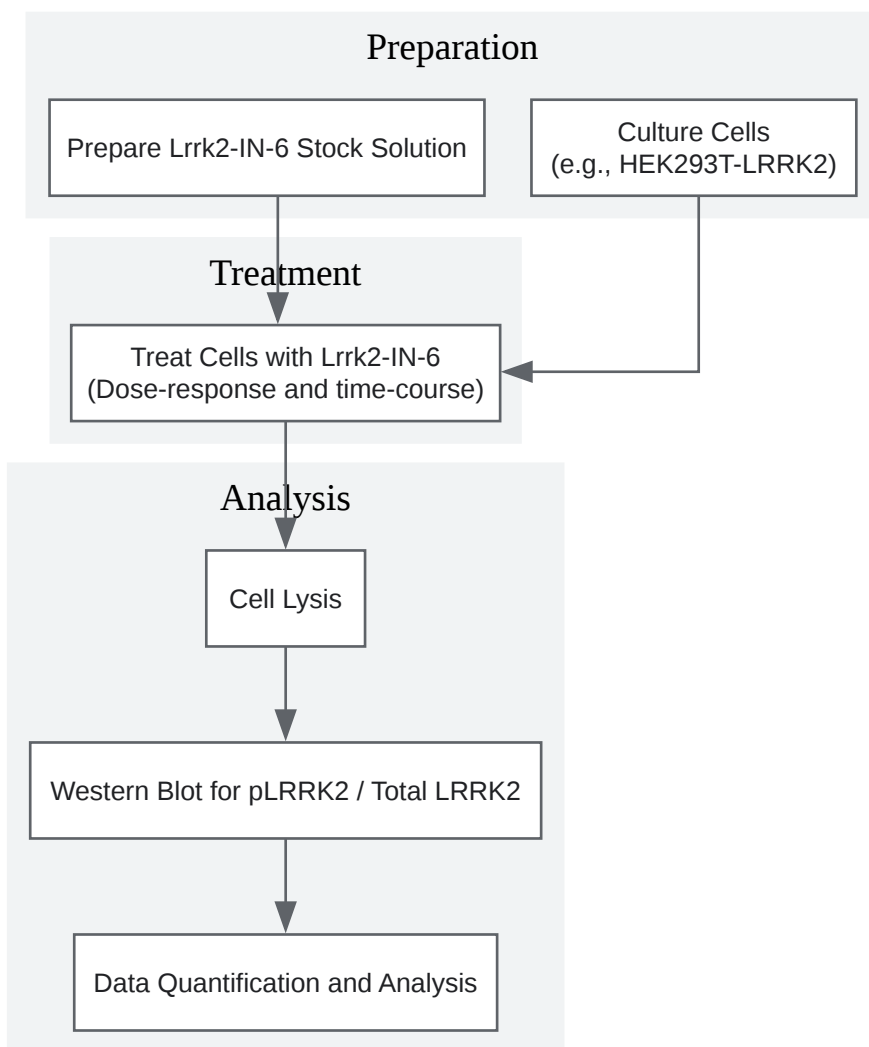 Preparation
Prepare Lrrk2-IN-6 Stock Solution
Culture Cells
(e.g., HEK293T-LRRK2)
Treatment
Treat Cells with Lrrk2-IN-6
(Dose-response and time-course)
Analysis
Cell Lysis
Western Blot for pLRRK2 / Total LRRK2
Data Quantification and Analysis